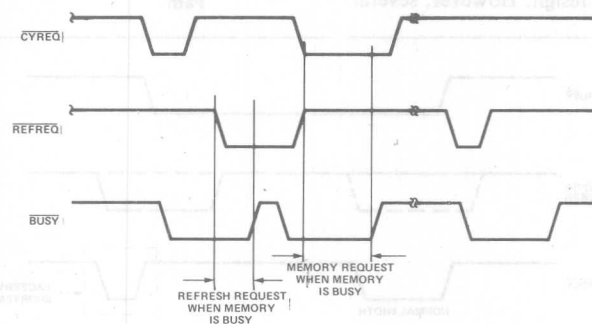 CYREQ
REFREQ
BUSY
MEMORY REQUEST
WHEN MEMORY
IS BUSY
REFRESH REQUEST
WHEN MEMORY
IS BUSY